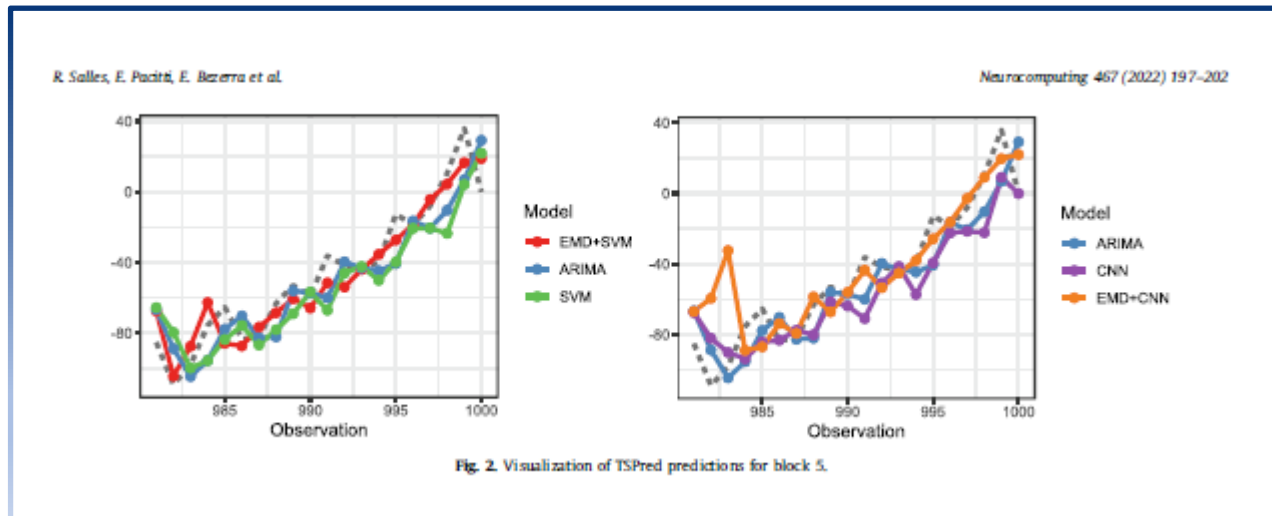 R. Salles, E. Pacitti, E. Bezerra et al.
Neurocomputing 467 (2022) 197–202
40
0
-40
-80
985
990
995
1000
Observation
Model
EMD+SVM
ARIMA
SVM
40
0
-40
-80
985
990
995
1000
Observation
Model
ARIMA
CNN
EMD+CNN
Fig. 2. Visualization of TSPred predictions for block 5.